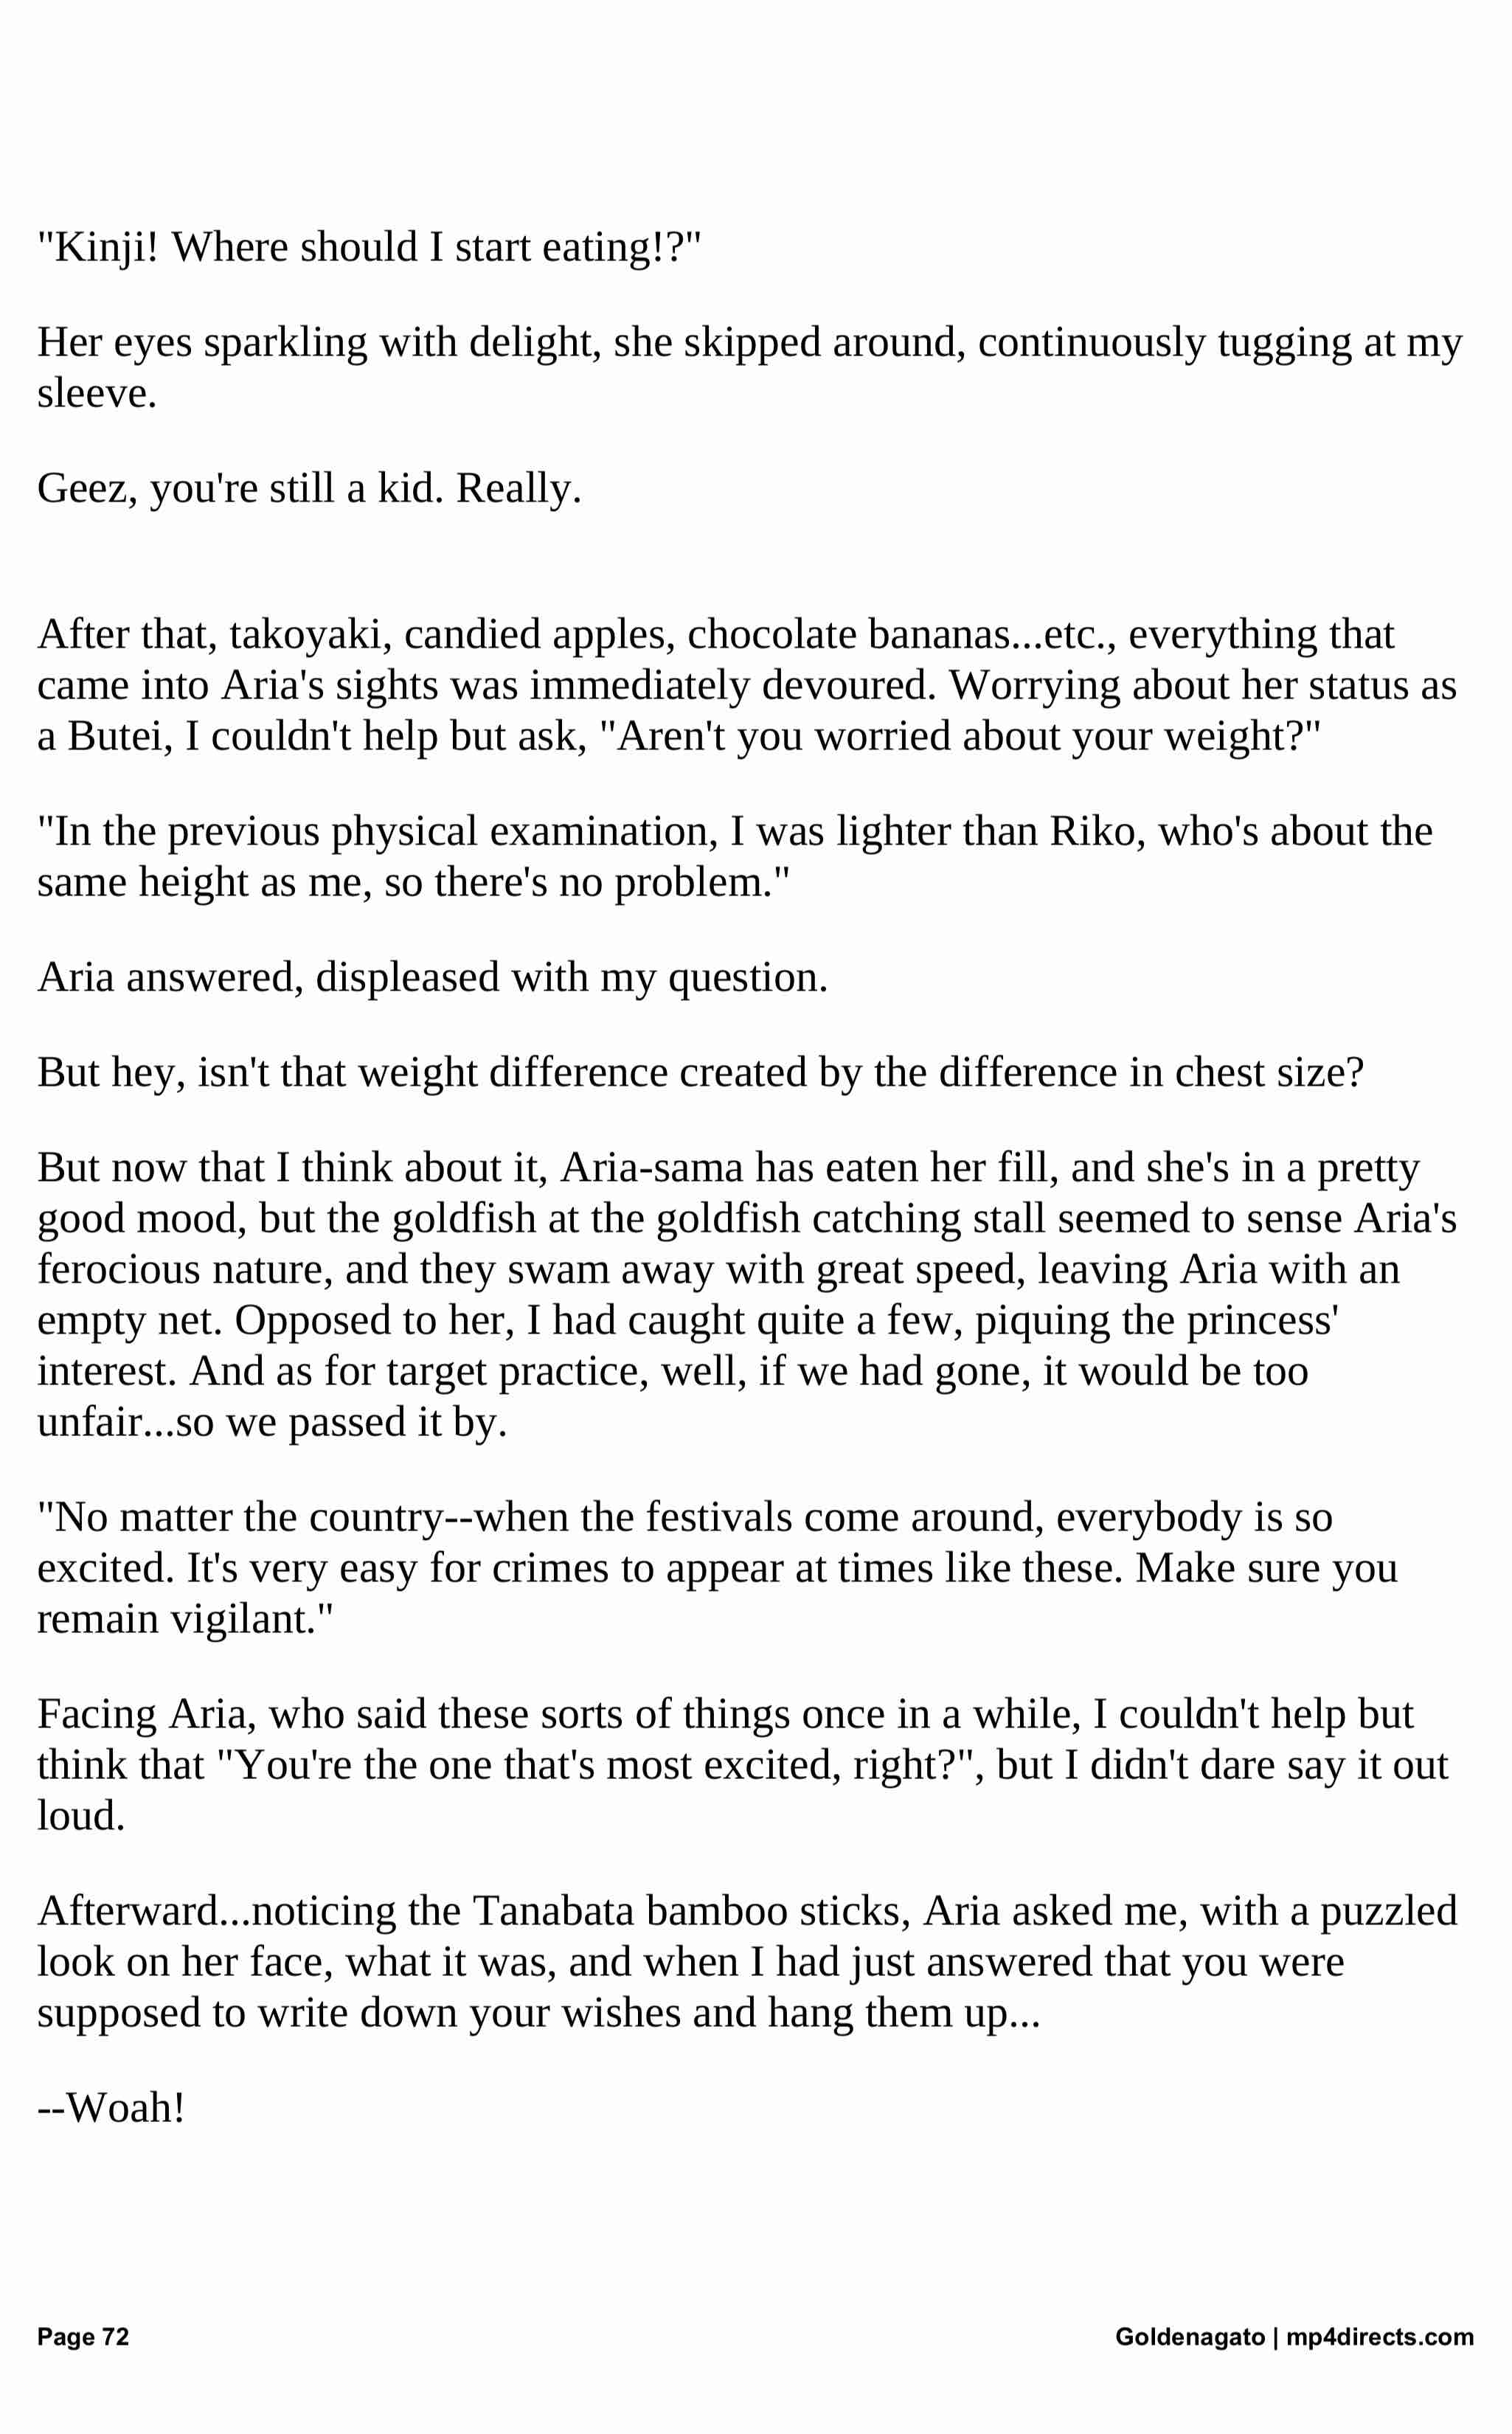 "Kinji! Where should I start eating!?"
Her eyes sparkling with delight, she skipped around, continuously tugging at my
sleeve.
Geez, you're still a kid. Really.
After that, takoyaki, candied apples, chocolate bananas...etc., everything that
came into Aria's sights was immediately devoured. Worrying about her status as
a Butei, I couldn't help but ask, "Aren't you worried about your weight?"
"In the previous physical examination, I was lighter than Riko, who's about the
same height as me, so there's no problem."
Aria answered, displeased with my question.
But hey, isn't that weight difference created by the difference in chest size?
But now that I think about it, Aria-sama has eaten her fill, and she's in a pretty
good mood, but the goldfish at the goldfish catching stall seemed to sense Aria's
ferocious nature, and they swam away with great speed, leaving Aria with an
empty net. Opposed to her, I had caught quite a few, piquing the princess'
interest. And as for target practice, well, if we had gone, it would be too
unfair...so we passed it by.
"No matter the country--when the festivals come around, everybody is so
excited. It's very easy for crimes to appear at times like these. Make sure you
remain vigilant."
Facing Aria, who said these sorts of things once in a while, I couldn't help but
think that "You're the one that's most excited, right?", but I didn't dare say it out
loud.
Afterward...noticing the Tanabata bamboo sticks, Aria asked me, with a puzzled
look on her face, what it was, and when I had just answered that you were
supposed to write down your wishes and hang them up...
--Woah!
Page 72 Goldenagato | mp4directs.com